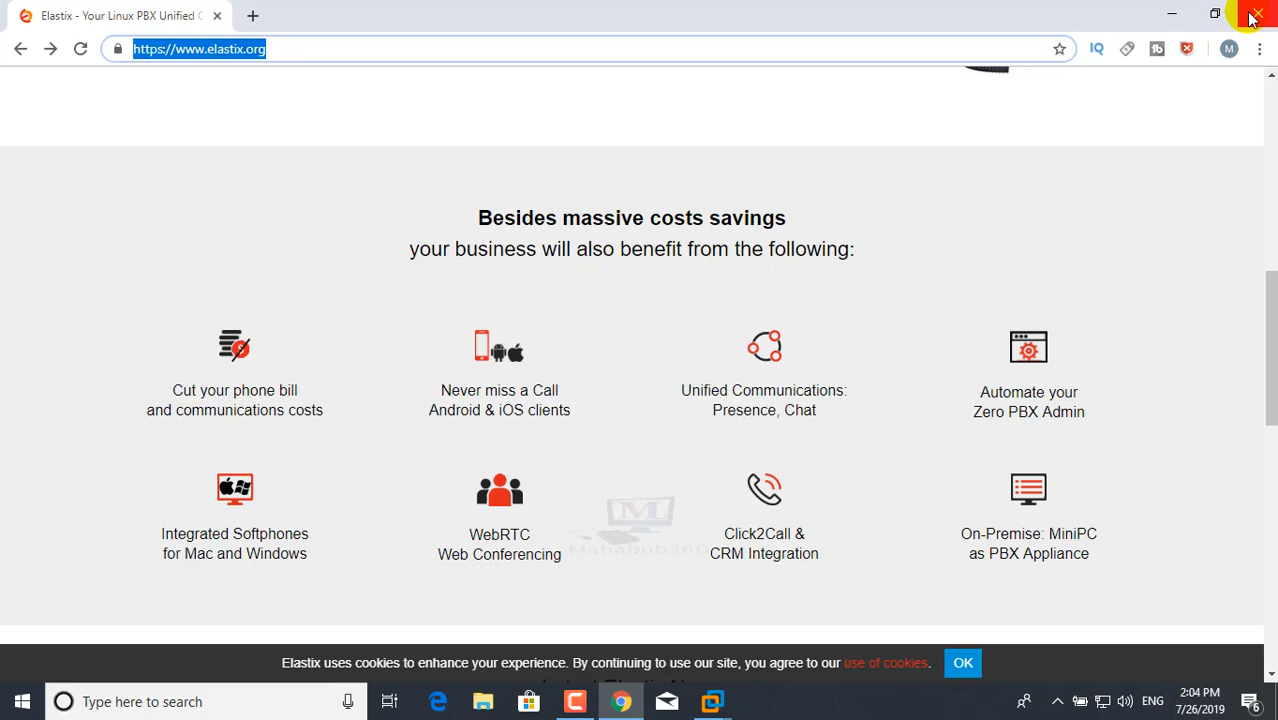 Elastix - Your Linux PBX Unified C
https://www.elastix.org
IQ
tb
M
Besides massive costs savings
your business will also benefit from the following:
Cut your phone bill
and communications costs
Never miss a Call
Android & iOS clients
Unified Communications:
Presence, Chat
Automate your
Zero PBX Admin
Integrated Softphones
for Mac and Windows
WebRTC
Web Conferencing
Click2Call &
CRM Integration
On-Premise: MiniPC
as PBX Appliance
M
Mahabub360
Elastix uses cookies to enhance your experience. By continuing to use our site, you agree to our use of cookies.
OK
Type here to search
ENG
2:04 PM
7/26/2019
6